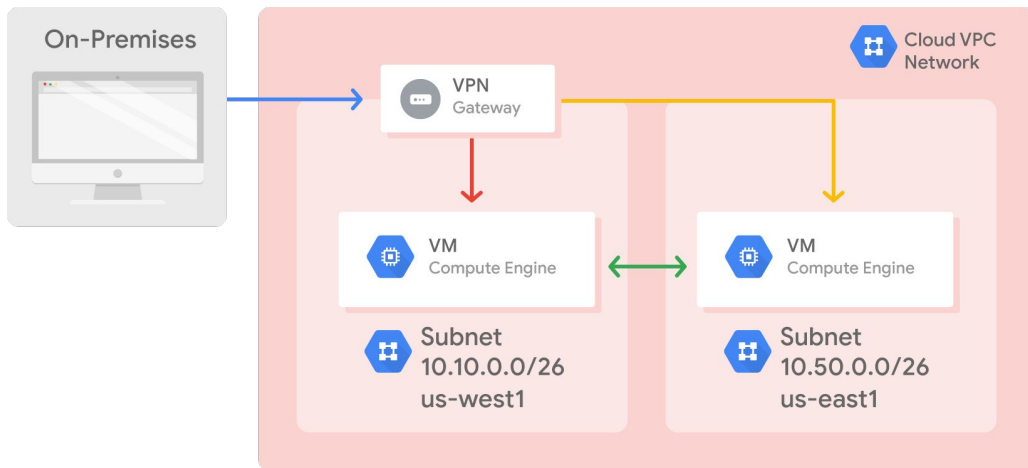 On-Premises
Cloud VPC
Network
VPN
Gateway
VM
Compute Engine
Subnet
10.10.0.0/26
us-west1
VM
Compute Engine
Subnet
10.50.0.0/26
us-east1